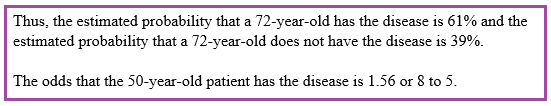 Thus, the estimated probability that a 72-year-old has the disease is 61% and the
estimated probability that a 72-year-old does not have the disease is 39%.
The odds that the 50-year-old patient has the disease is 1.56 or 8 to 5.